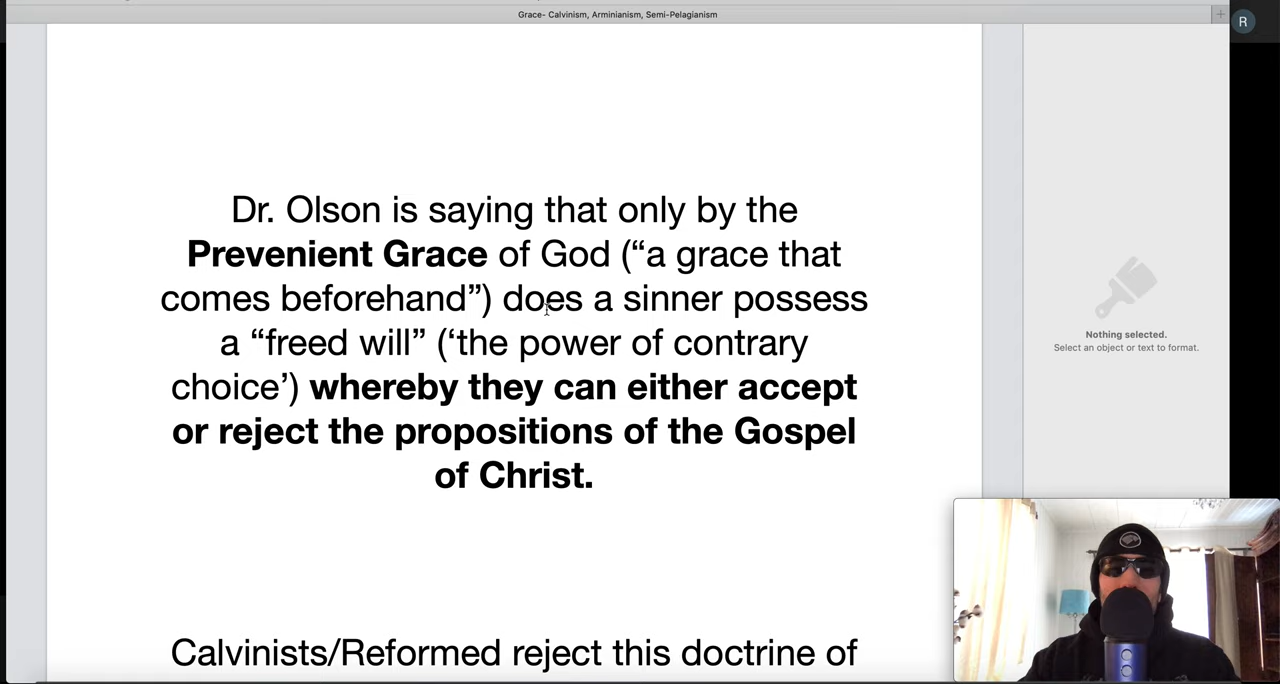 Grace- Calvinism, Arminianism, Semi-Pelagianism
R
Dr. Olson is saying that only by the
Prevenient Grace of God (“a grace that
comes beforehand”) does a sinner possess
a “freed will” (‘the power of contrary
choice’) whereby they can either accept
or reject the propositions of the Gospel
of Christ.
Nothing selected.
Select an object or text to format.
Calvinists/Reformed reject this doctrine of